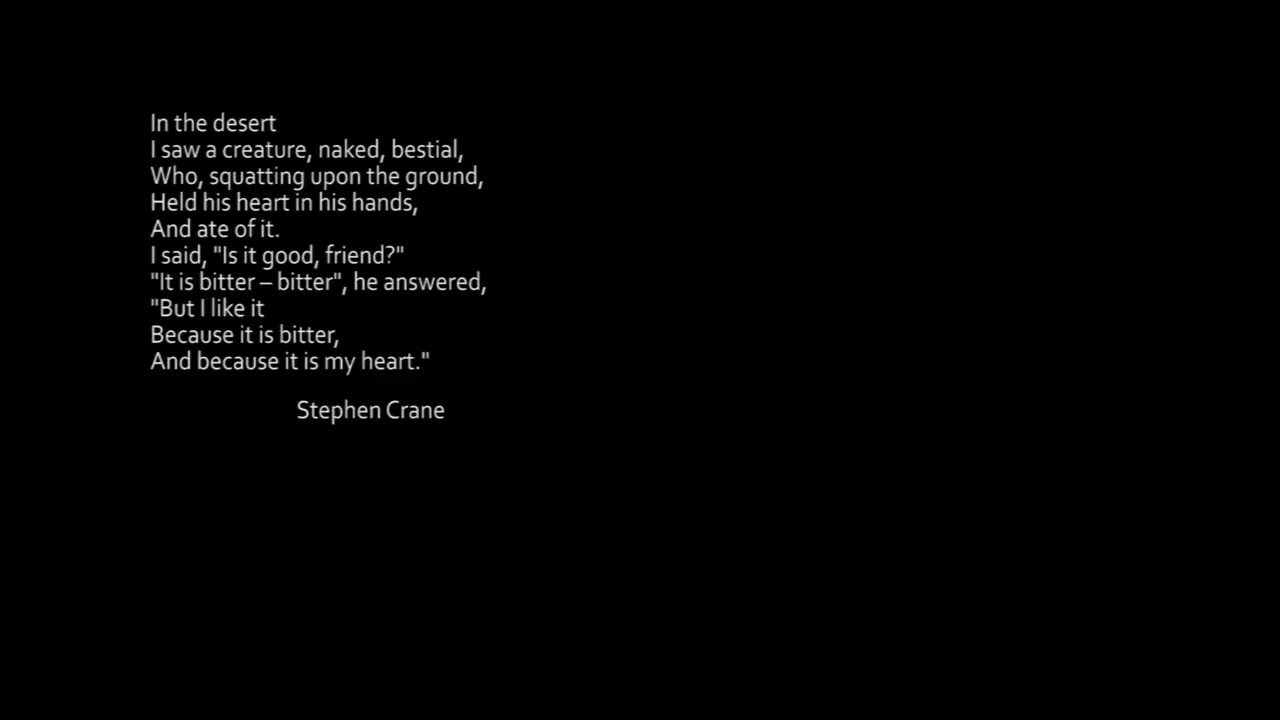 In the desert
I saw a creature, naked, bestial,
Who, squatting upon the ground,
Held his heart in his hands,
And ate of it.
I said, "Is it good, friend?"
"It is bitter – bitter", he answered,
"But I like it
Because it is bitter,
And because it is my heart."
Stephen Crane